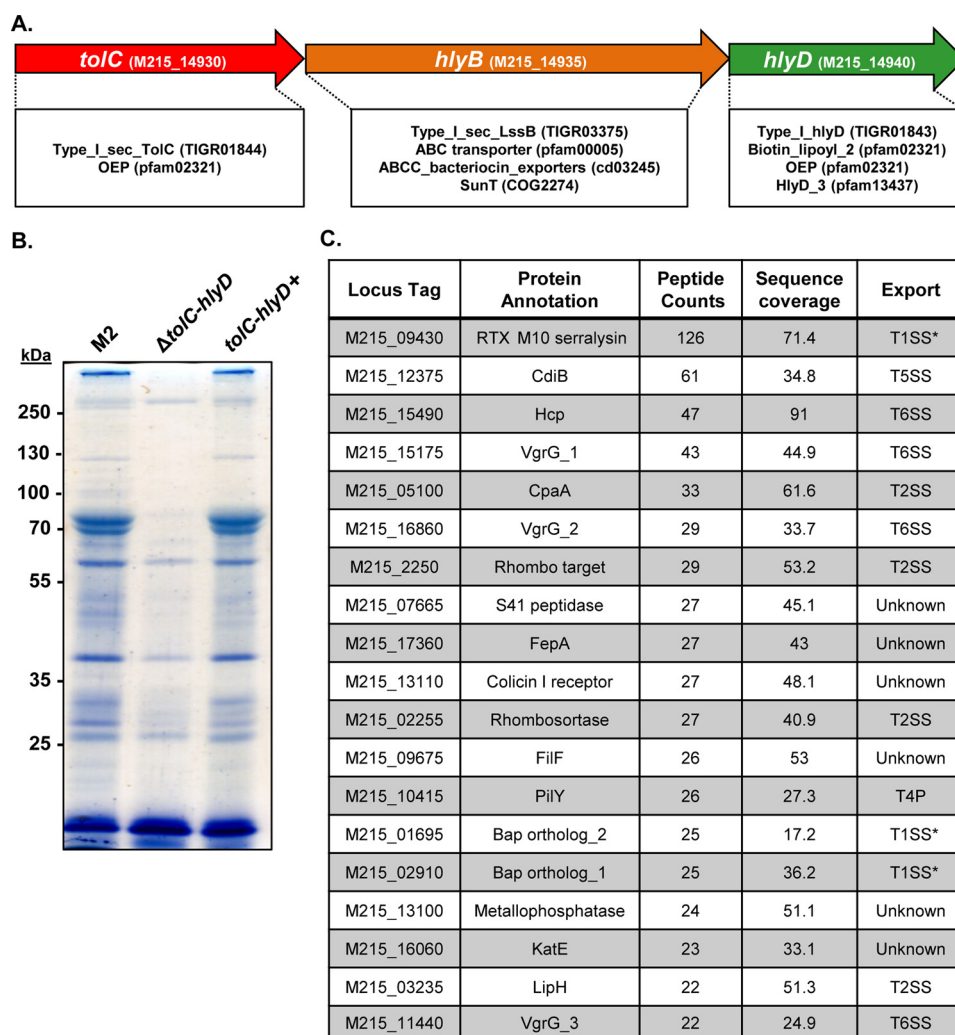 A.
tolC (M215_14930)
hlyB (M215_14935)
hlyD (M215_14940)
Type_I_sec_TolC (TIGR01844)
OEP (pfam02321)
Type_I_sec_LssB (TIGR03375)
ABC transporter (pfam00005)
ABCC_bacteriocin_exporters (cd03245)
SunT (COG2274)
Type_I_hlyD (TIGR01843)
Biotin_lipoyl_2 (pfam02321)
OEP (pfam02321)
HlyD_3 (pfam13437)
B.
M2
ΔtolC-hlyD
tolC-hlyD+
kDa
250 -
130 -
100 -
70 -
55 -
35 -
25 -
C.
Locus Tag Protein Annotation Peptide Counts Sequence coverage Export
M215_09430 RTX M10 serralysin 126 71.4 T1SS*
M215_12375 CdiB 61 34.8 T5SS
M215_15490 Hcp 47 91 T6SS
M215_15175 VgrG_1 43 44.9 T6SS
M215_05100 CpaA 33 61.6 T2SS
M215_16860 VgrG_2 29 33.7 T6SS
M215_2250 Rhombo target 29 53.2 T2SS
M215_07665 S41 peptidase 27 45.1 Unknown
M215_17360 FepA 27 43 Unknown
M215_13110 Colicin I receptor 27 48.1 Unknown
M215_02255 Rhombosortase 27 40.9 T2SS
M215_09675 FilF 26 53 Unknown
M215_10415 PilY 26 27.3 T4P
M215_01695 Bap ortholog_2 25 17.2 T1SS*
M215_02910 Bap ortholog_1 25 36.2 T1SS*
M215_13100 Metallophosphatase 24 51.1 Unknown
M215_16060 KatE 23 33.1 Unknown
M215_03235 LipH 22 51.3 T2SS
M215_11440 VgrG_3 22 24.9 T6SS